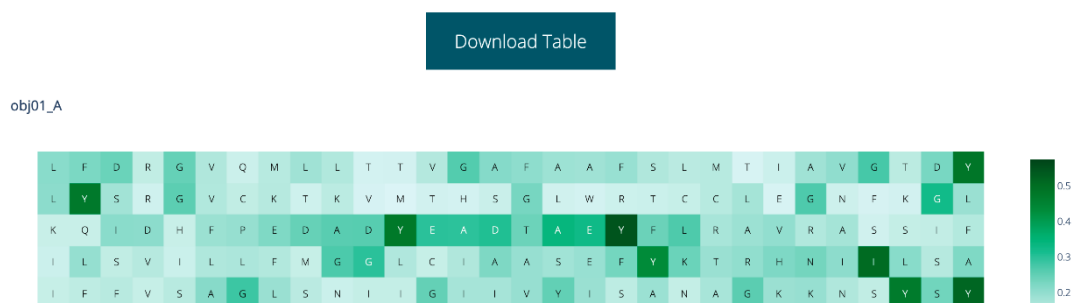 Download Table
obj01_A
L F D R G V Q M L L T T V G A F A A F S L M T I A V G T D Y
L Y S R G V C K T K V M T H S G L W R T C C L E G N F K G L
K Q I D H F P E D A D Y E A D T A E Y F L R A V R A S S I F
I L S V I L L F M G G L C I A A S E F Y K T R H N I I L S A
I F F V S A G L S N I I G I I V Y I S A N A G K K N S Y S Y
0.5
0.4
0.3
0.2